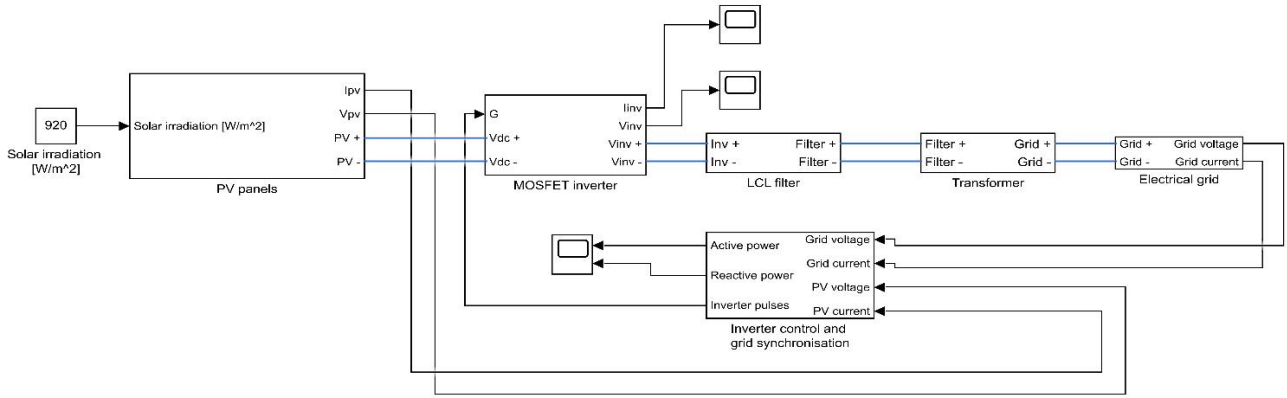 920
Solar irradiation
[W/m^2]
Solar irradiation [W/m^2]
Ipv
Vpv
PV +
PV -
PV panels
G
Vdc +
Vdc -
Iinv
Vinv
Vinv +
Vinv -
MOSFET inverter
Inv +
Inv -
Filter +
Filter -
LCL filter
Filter +
Filter -
Grid +
Grid -
Transformer
Grid +
Grid -
Grid voltage
Grid current
Electrical grid
Active power
Reactive power
Inverter pulses
Grid voltage
Grid current
PV voltage
PV current
Inverter control and
grid synchronisation